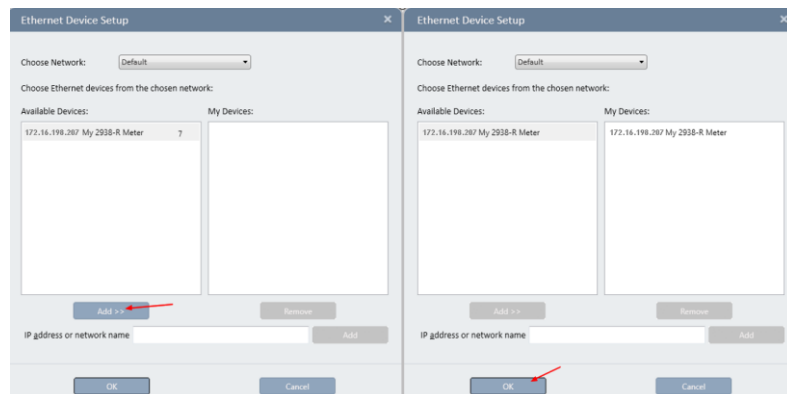 Ethernet Device Setup
Choose Network: Default
Choose Ethernet devices from the chosen network:
Available Devices: My Devices:
172.16.198.207 My 2938-R Meter ?
Add >> Remove
IP address or network name Add
OK Cancel
Ethernet Device Setup
Choose Network: Default
Choose Ethernet devices from the chosen network:
Available Devices: My Devices:
172.16.198.207 My 2938-R Meter 172.16.198.207 My 2938-R Meter
Add >> Remove
IP address or network name Add
OK Cancel